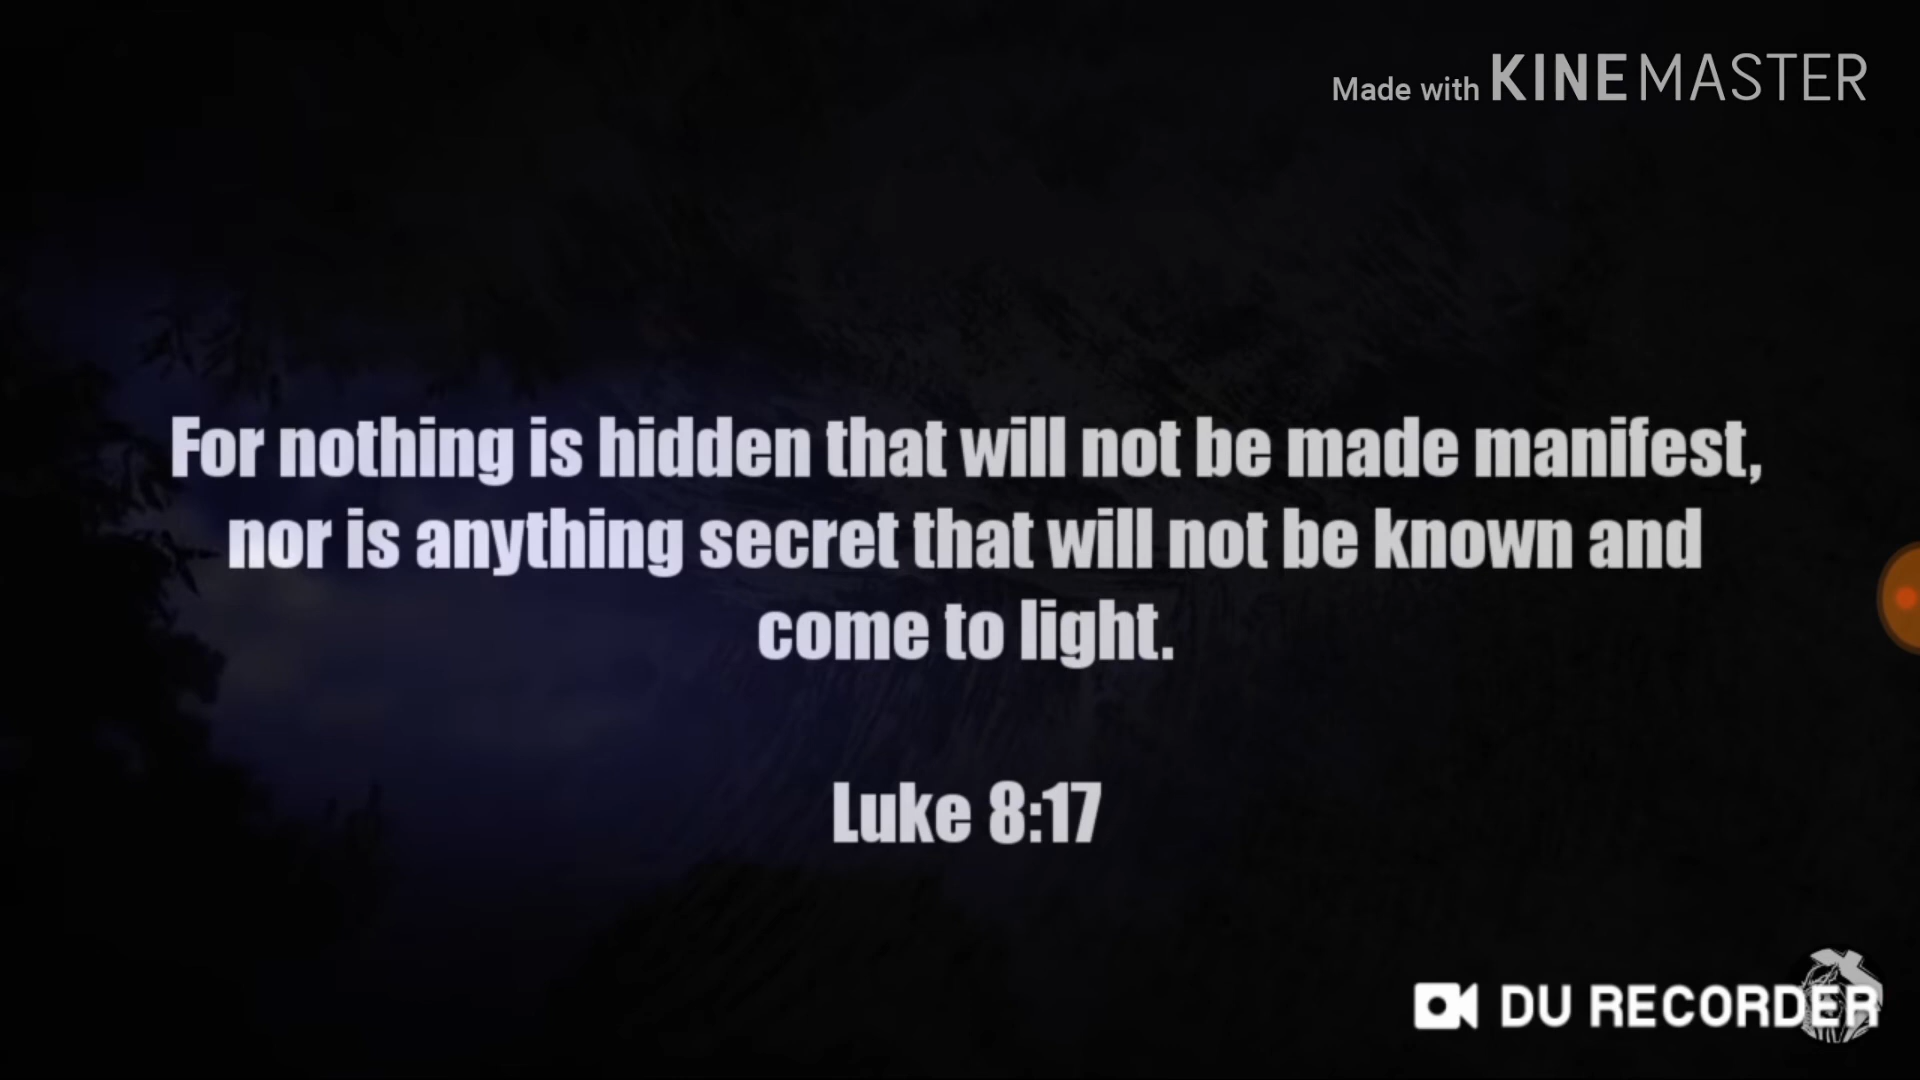 Made with KINEMASTER
For nothing is hidden that will not be made manifest,
nor is anything secret that will not be known and
come to light.
Luke 8:17
DU RECORDER